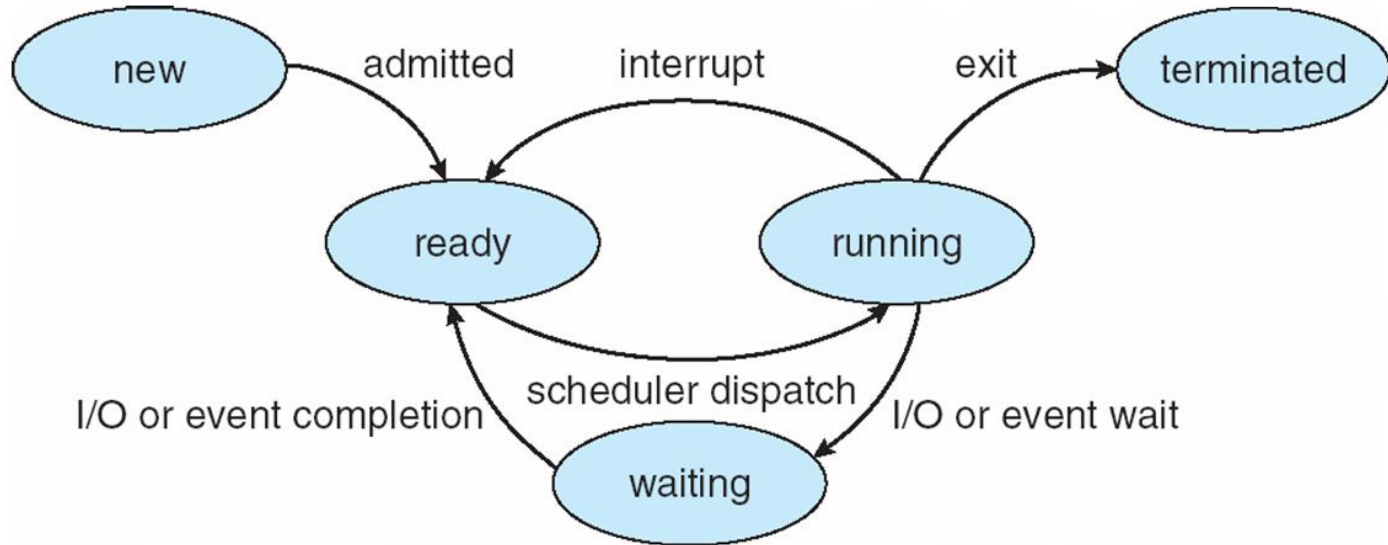 new
admitted
interrupt
exit
terminated
ready
running
scheduler dispatch
I/O or event completion
I/O or event wait
waiting